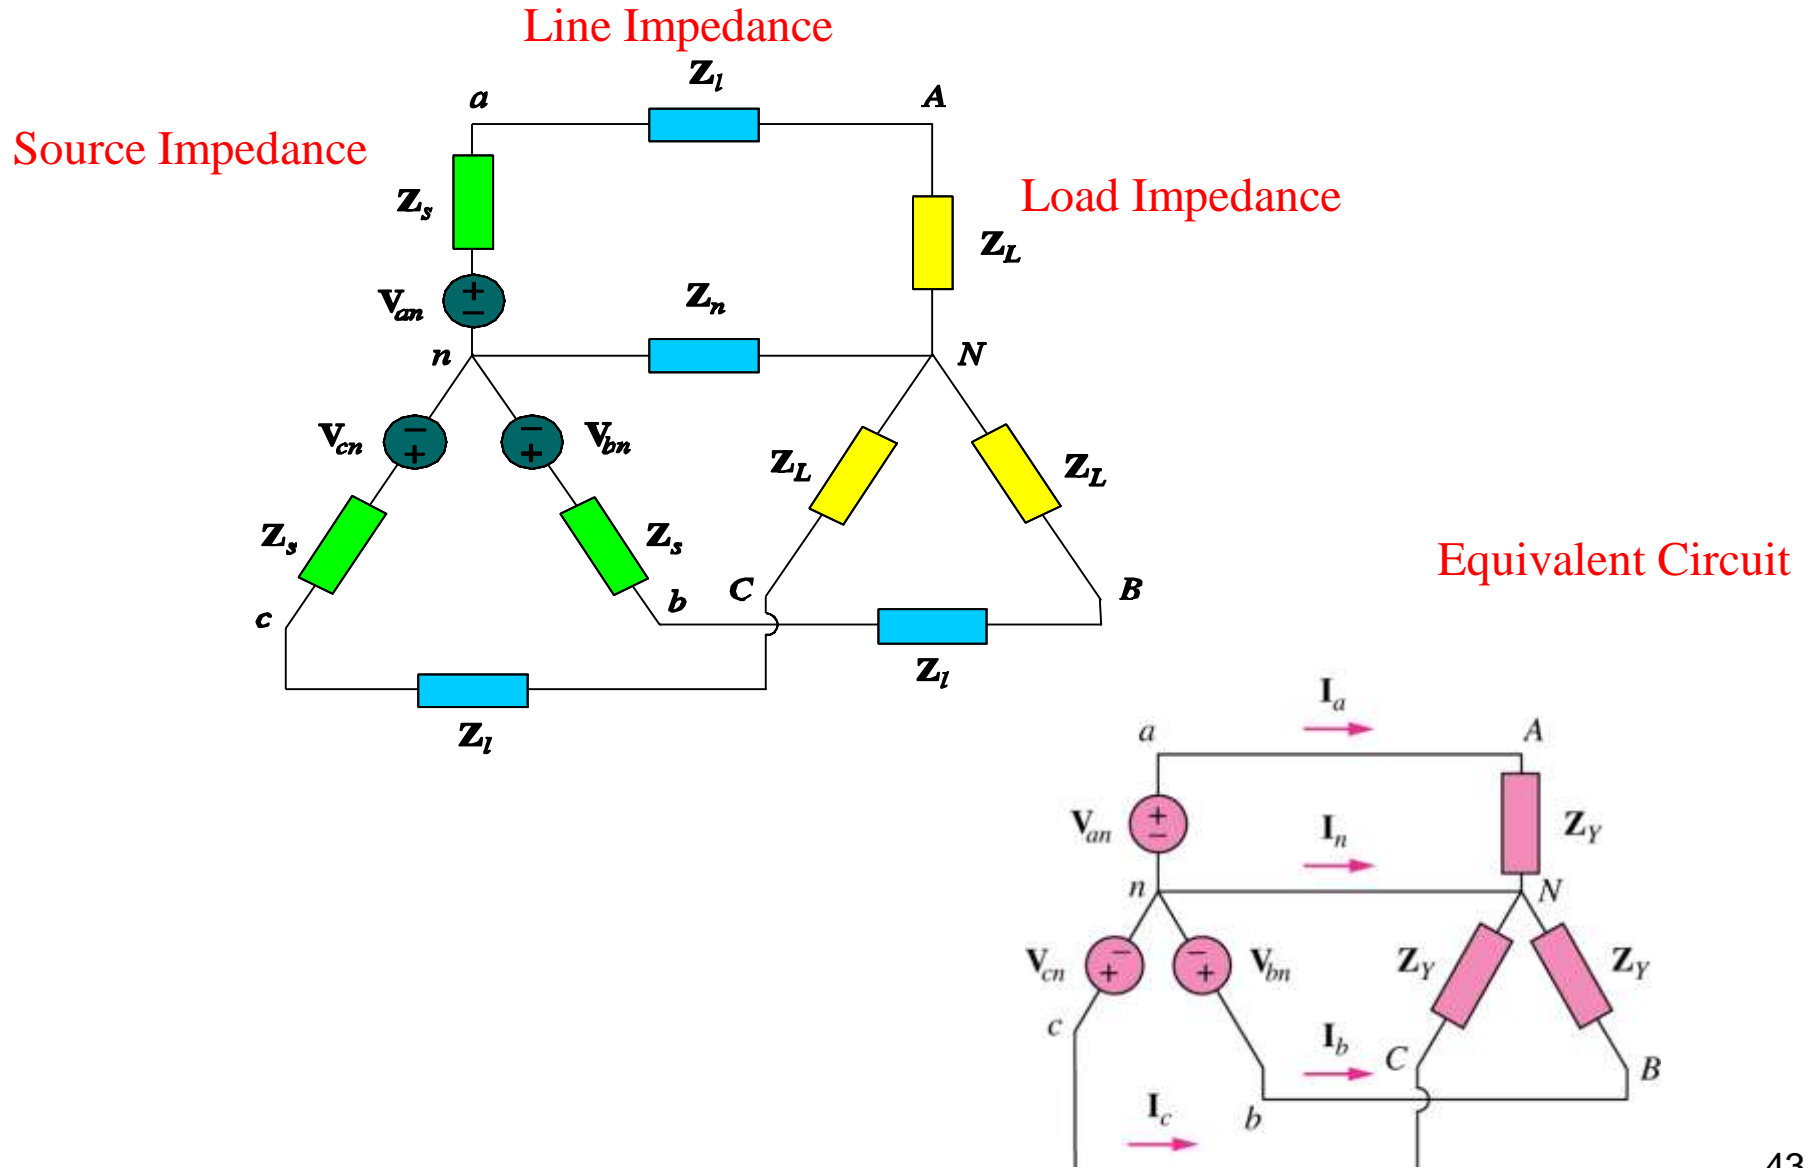 Line Impedance
Z_l
a
A
Source Impedance
Z_s
Load Impedance
Z_L
V_an
+
−
Z_n
n
N
V_cn
−
+
−
+
V_bn
Z_L
Z_L
Z_s
Z_s
Equivalent Circuit
C
B
c
b
Z_l
Z_l
I_a
a
A
V_an
+
−
I_n
Z_Y
n
N
V_cn
−
+
−
+
V_bn
Z_Y
Z_Y
c
I_b
C
B
I_c
b
43